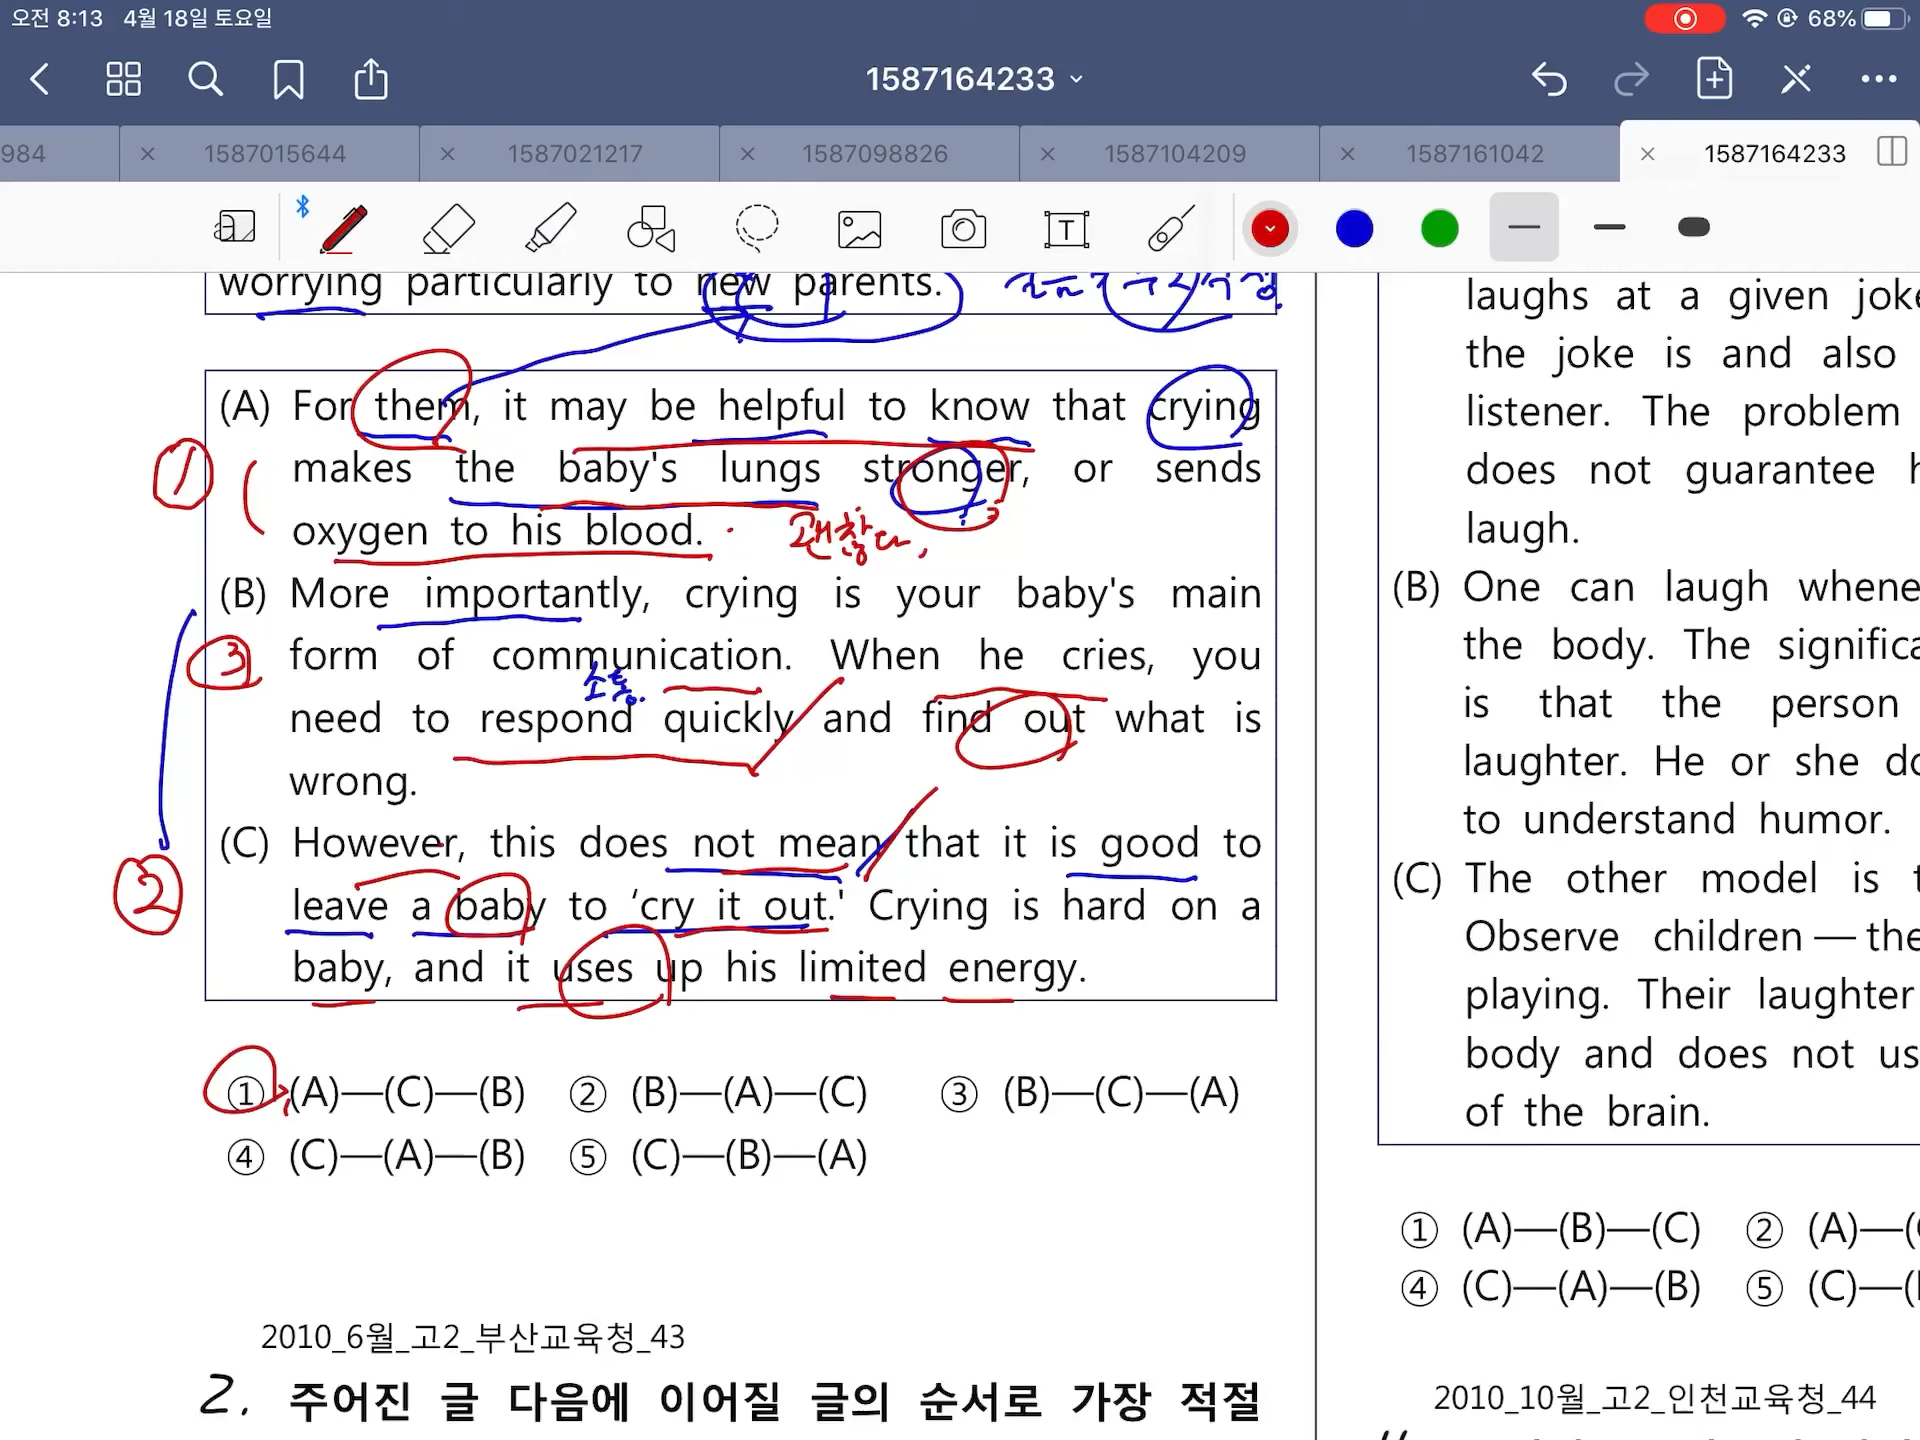 오전 8:13 4월 18일 토요일 68%
1587164233
984 1587015644 1587021217 1587098826 1587104209 1587161042 1587164233
worrying particularly to new parents.
(A) For them, it may be helpful to know that crying
makes the baby's lungs stronger, or sends
oxygen to his blood.
괜찮다,
(B) More importantly, crying is your baby's main
form of communication. When he cries, you
소통.
need to respond quickly and find out what is
wrong.
(C) However, this does not mean that it is good to
leave a baby to ‘cry it out.' Crying is hard on a
baby, and it uses up his limited energy.
1
3
2
① (A)—(C)—(B) ② (B)—(A)—(C) ③ (B)—(C)—(A)
④ (C)—(A)—(B) ⑤ (C)—(B)—(A)
2010_6월_고2_부산교육청_43
2. 주어진 글 다음에 이어질 글의 순서로 가장 적절
laughs at a given joke
the joke is and also
listener. The problem
does not guarantee h
laugh.
(B) One can laugh whene
the body. The significa
is that the person
laughter. He or she do
to understand humor.
(C) The other model is t
Observe children — the
playing. Their laughter
body and does not us
of the brain.
① (A)—(B)—(C) ② (A)—(
④ (C)—(A)—(B) ⑤ (C)—(
2010_10월_고2_인천교육청_44